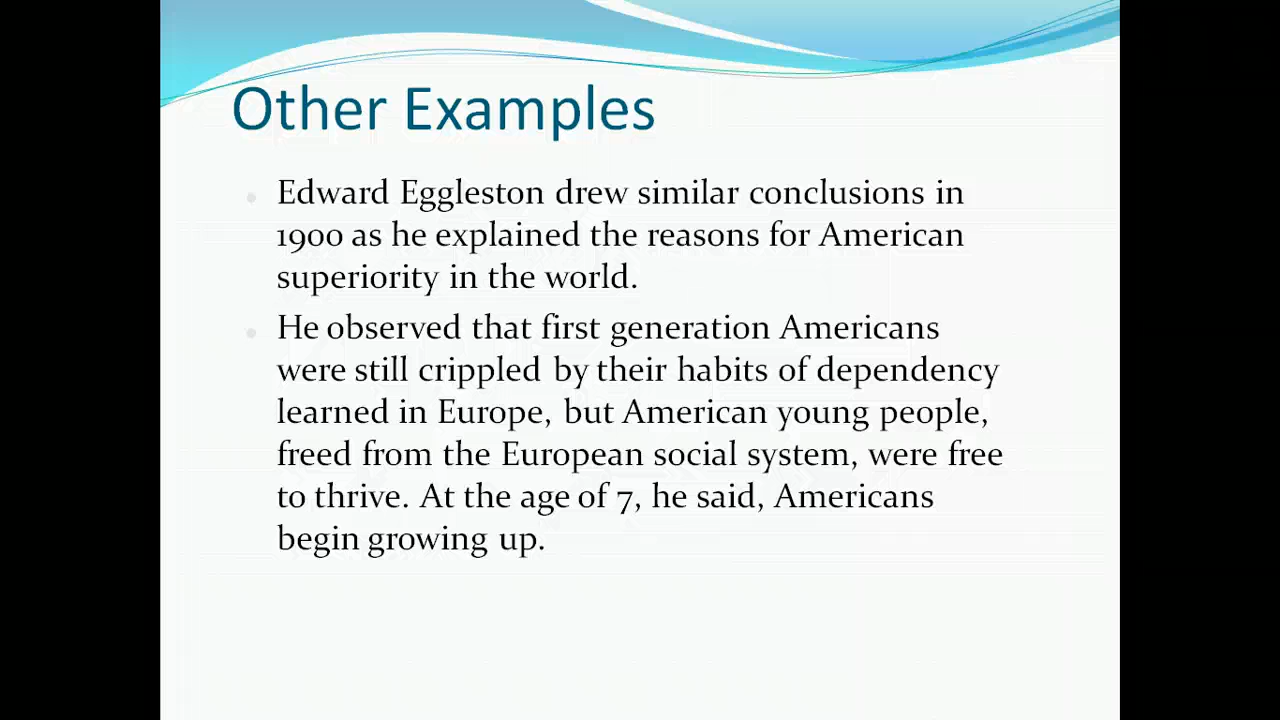 Other Examples
Edward Eggleston drew similar conclusions in
1900 as he explained the reasons for American
superiority in the world.
He observed that first generation Americans
were still crippled by their habits of dependency
learned in Europe, but American young people,
freed from the European social system, were free
to thrive. At the age of 7, he said, Americans
begin growing up.